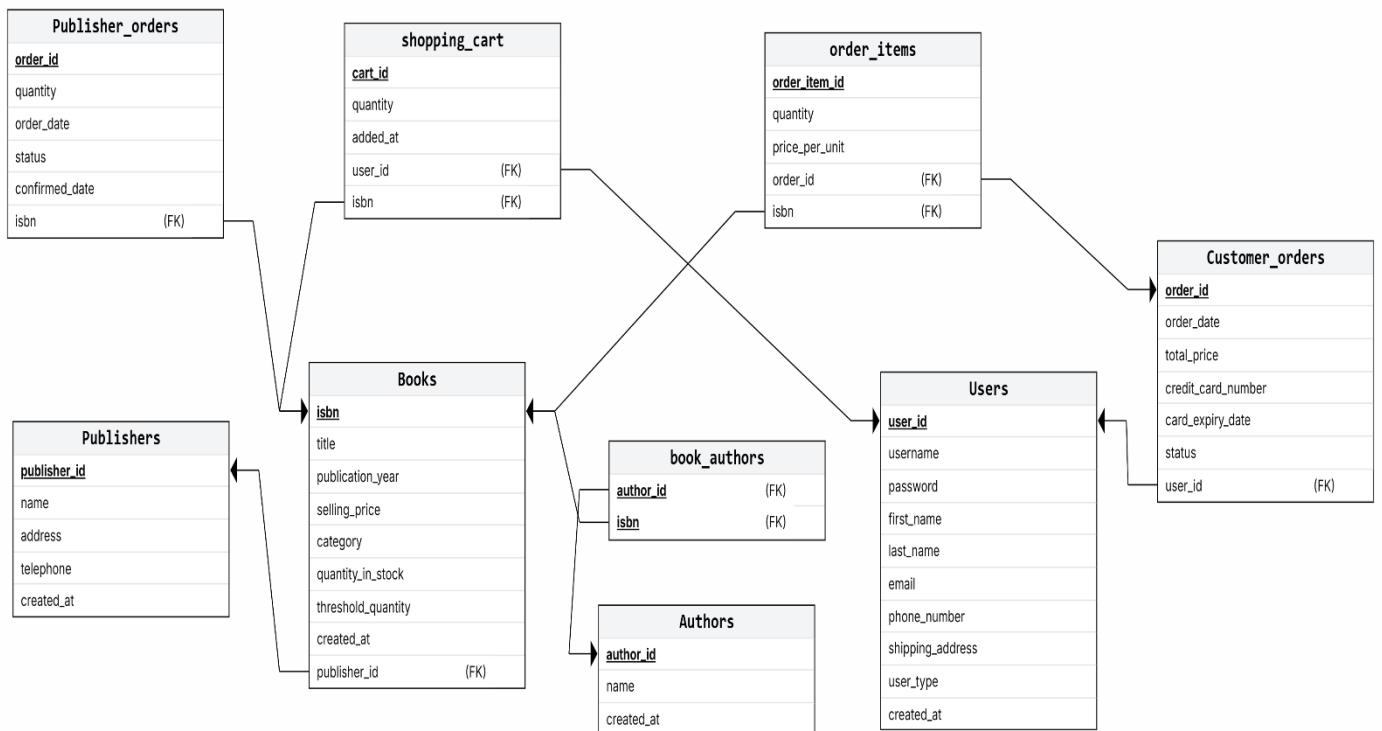 Publisher_orders
order_id
quantity
order_date
status
confirmed_date
isbn (FK)
shopping_cart
cart_id
quantity
added_at
user_id (FK)
isbn (FK)
order_items
order_item_id
quantity
price_per_unit
order_id (FK)
isbn (FK)
Customer_orders
order_id
order_date
total_price
credit_card_number
card_expiry_date
status
user_id (FK)
Publishers
publisher_id
name
address
telephone
created_at
Books
isbn
title
publication_year
selling_price
category
quantity_in_stock
threshold_quantity
created_at
publisher_id (FK)
book_authors
author_id (FK)
isbn (FK)
Authors
author_id
name
created_at
Users
user_id
username
password
first_name
last_name
email
phone_number
shipping_address
user_type
created_at